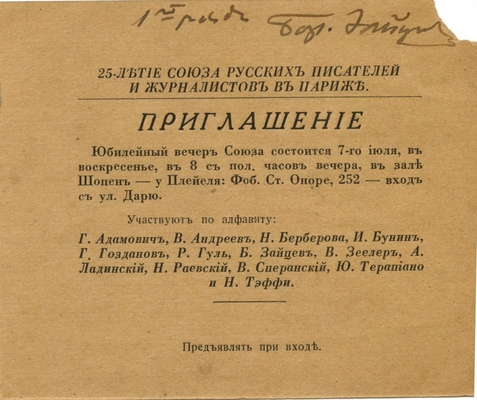 1ый рядъ Бор. Зайцев
25-ЛѢТІЕ СОЮЗА РУССКИХЪ ПИСАТЕЛЕЙ
И ЖУРНАЛИСТОВЪ ВЪ ПАРИЖѢ.
ПРИГЛАШЕНІЕ
Юбилейный вечеръ Союза состоится 7-го іюля, въ
воскресенье, въ 8 съ пол. часовъ вечера, въ залѣ
Шопенъ — у Плейеля: Фоб. Ст. Оноре, 252 — входъ
съ ул. Дарю.
Участвуютъ по алфавиту:
Г. Адамовичъ, В. Андреевъ, Н. Берберова, И. Бунинъ,
Г. Гоздановъ, Р. Гуль, Б. Зайцевъ, В. Зеелеръ, А.
Ладинскій, Н. Раевскій, В. Сперанскій, Ю. Терапіано
и Н. Тэффи.
Предъявлять при входѣ.